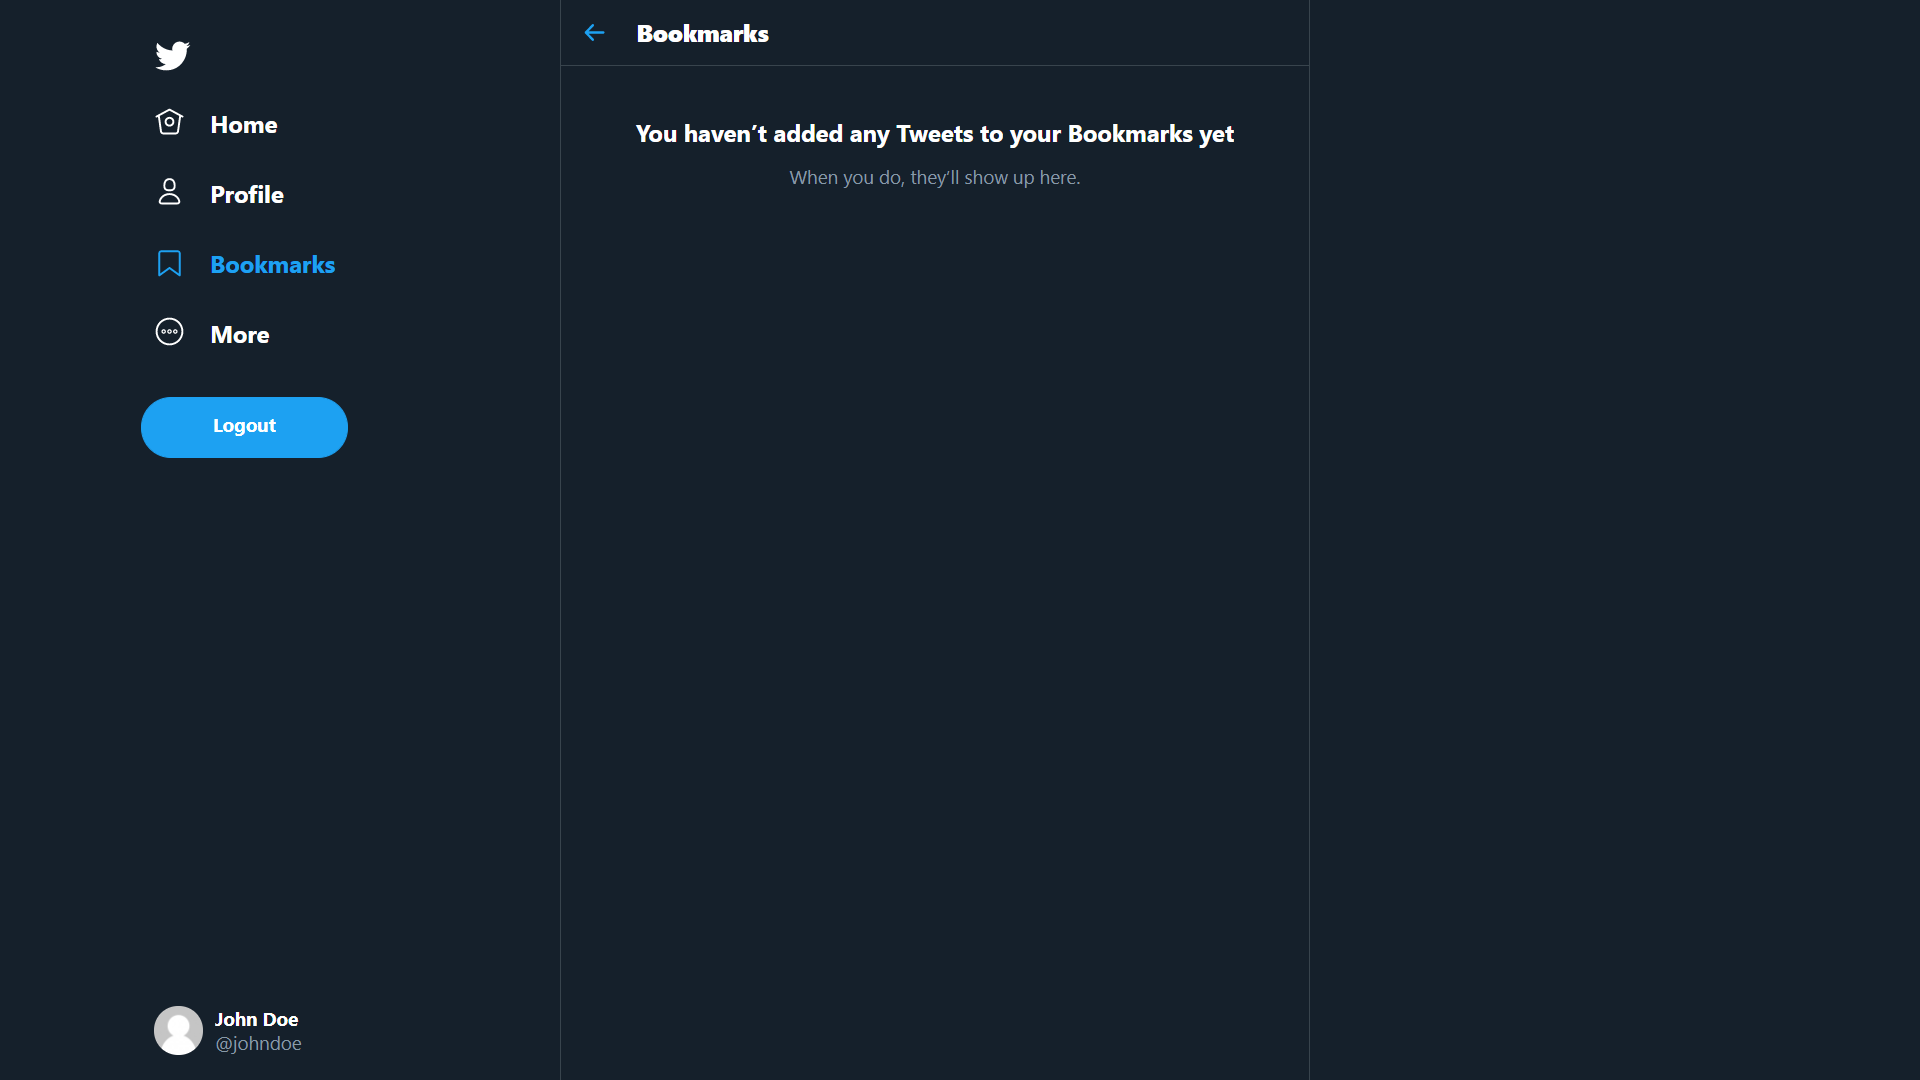 Home
Profile
Bookmarks
More
Logout
John Doe
@johndoe
Bookmarks
You haven’t added any Tweets to your Bookmarks yet
When you do, they’ll show up here.